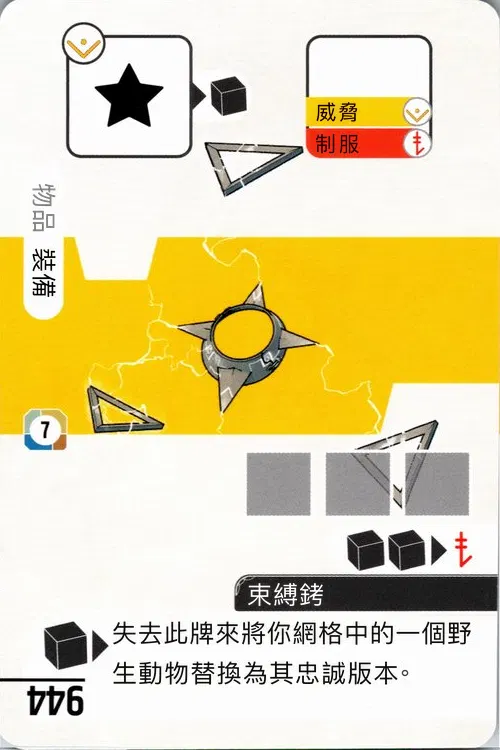 威脅
制服
物品 裝備
7
束縛銬
失去此牌來將你網格中的一個野
生動物替換為其忠誠版本。
944